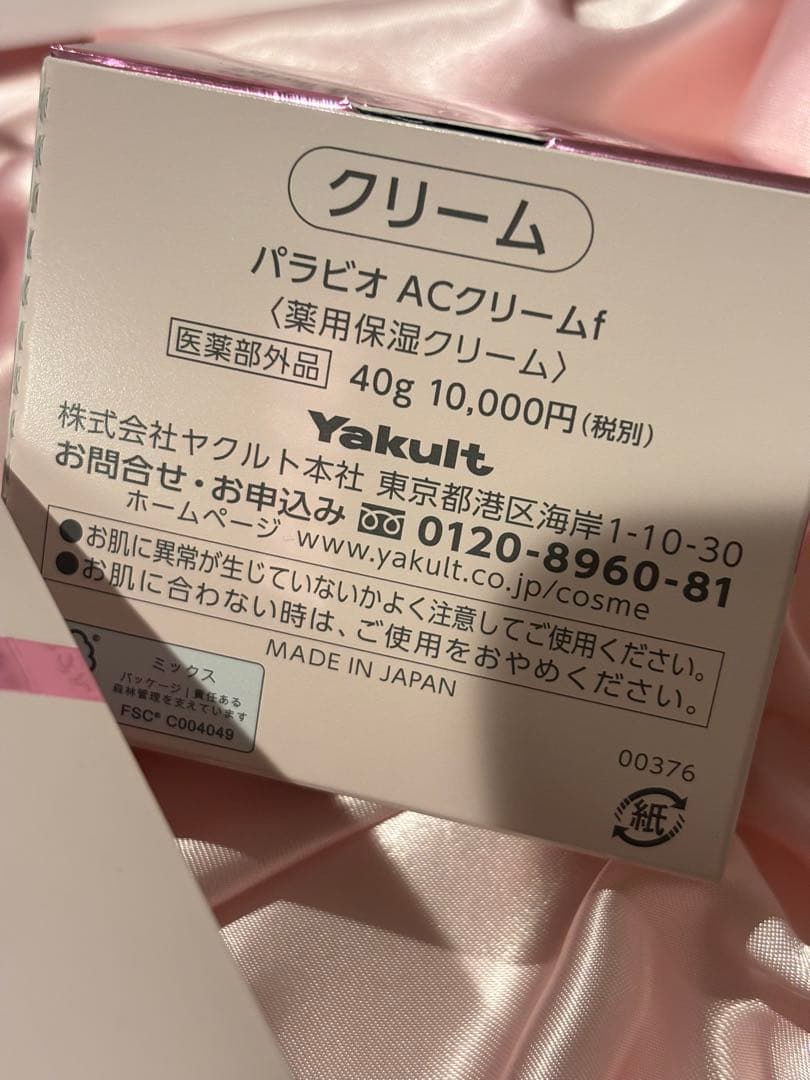 クリーム
パラビオ ACクリームf
〈薬用保湿クリーム〉
医薬部外品 40g 10,000円(税別)
Yakult
株式会社ヤクルト本社 東京都港区海岸1-10-30
お問合せ・お申込み 0120-8960-81
ホームページ www.yakult.co.jp/cosme
●お肌に異常が生じていないかよく注意してご使用ください。
●お肌に合わない時は、ご使用をおやめください。
MADE IN JAPAN
ミックス
パッケージ|責任ある
森林管理を支えています
FSC® C004049
00376
紙